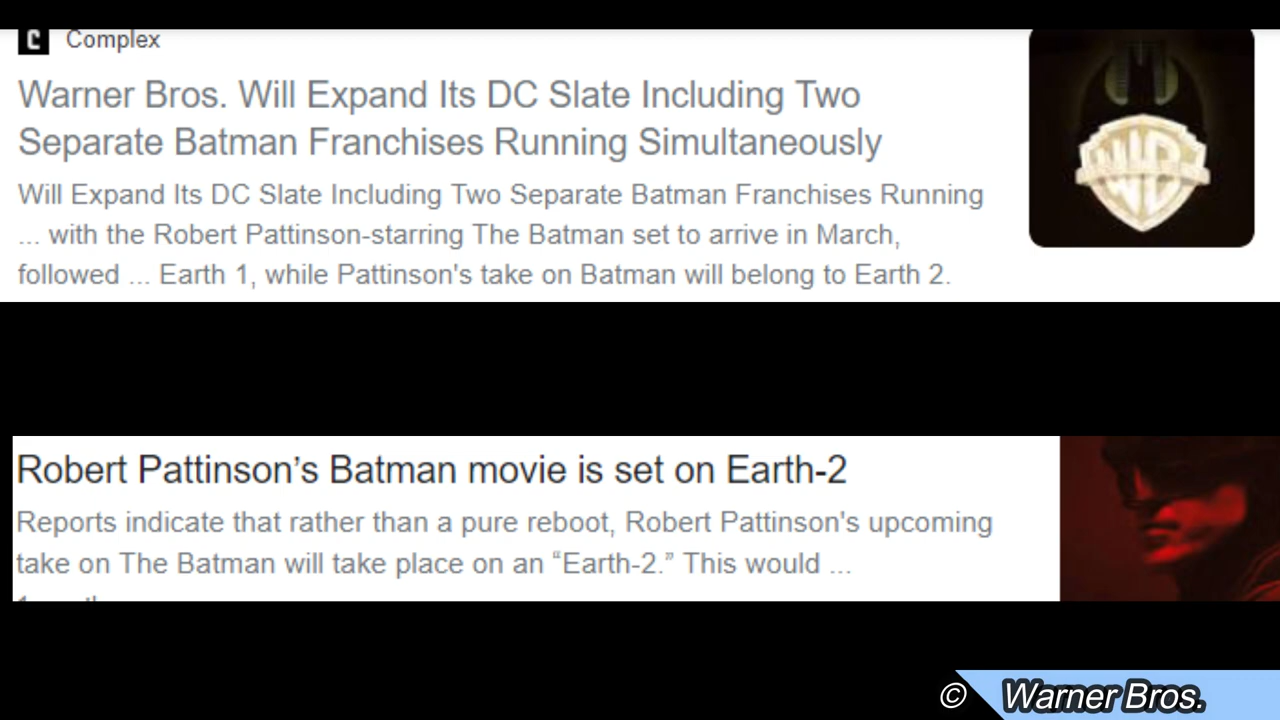 Complex
Warner Bros. Will Expand Its DC Slate Including Two
Separate Batman Franchises Running Simultaneously
Will Expand Its DC Slate Including Two Separate Batman Franchises Running
... with the Robert Pattinson-starring The Batman set to arrive in March,
followed ... Earth 1, while Pattinson's take on Batman will belong to Earth 2.
WB
Robert Pattinson’s Batman movie is set on Earth-2
Reports indicate that rather than a pure reboot, Robert Pattinson's upcoming
take on The Batman will take place on an “Earth-2.” This would ...
© Warner Bros.